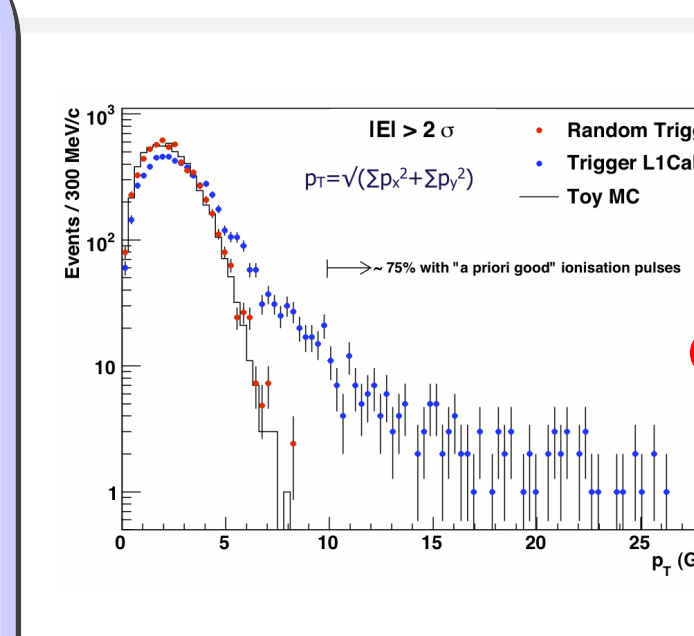 10³
Events / 300 MeV/c
|E| > 2 σ
Random Trigg
pT=√(Σpx²+Σpy²)
Trigger L1Cal
Toy MC
10²
~ 75% with "a priori good" ionisation pulses
10
1
0 5 10 15 20 25
pT (G